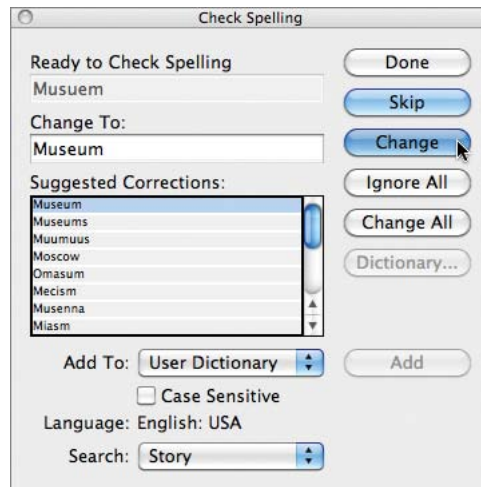 Check Spelling
Ready to Check Spelling
Musuem
Change To:
Museum
Suggested Corrections:
Museum
Museums
Muumuus
Moscow
Omasum
Mecism
Musenna
Miasm
Done
Skip
Change
Ignore All
Change All
Dictionary...
Add To: User Dictionary Add
Case Sensitive
Language: English: USA
Search: Story